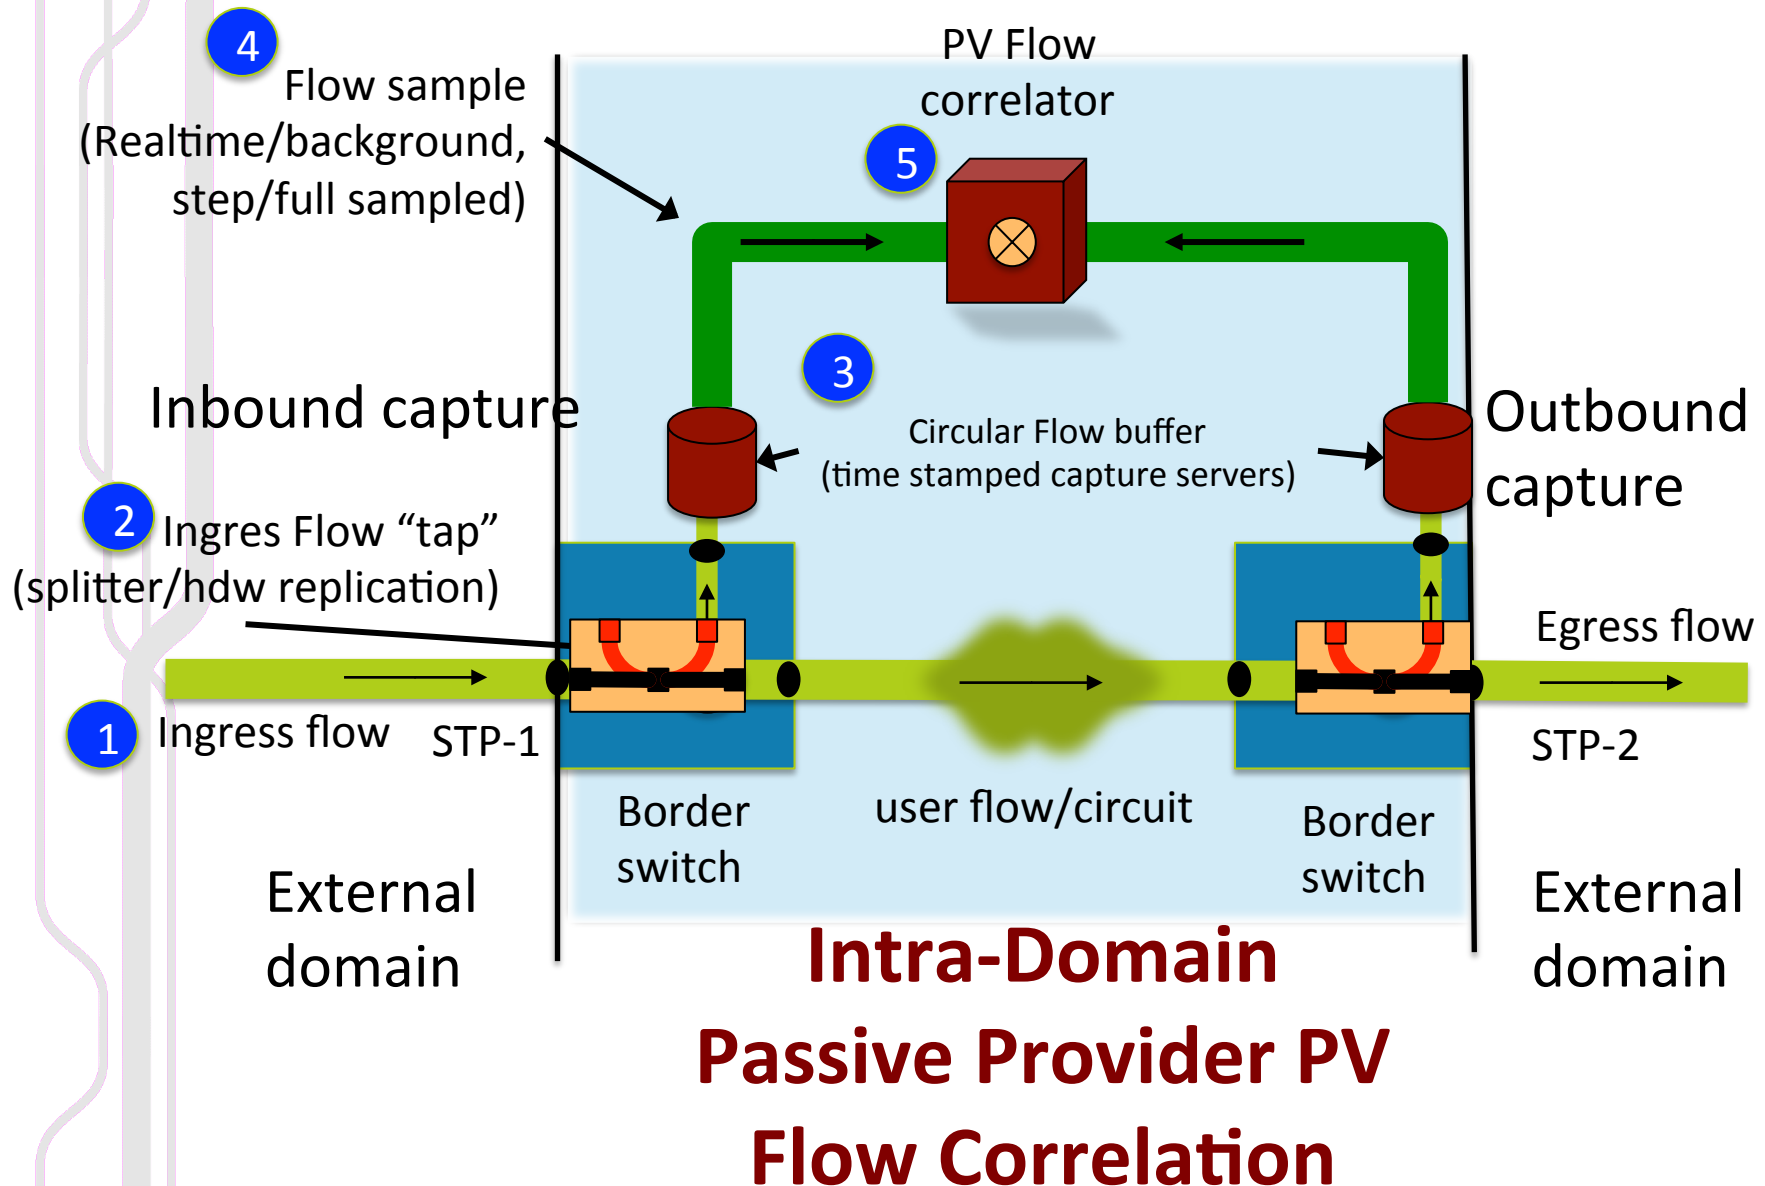 4
Flow sample
(Realtime/background,
step/full sampled)
PV Flow
correlator
5
3
Inbound capture
Circular Flow buffer
(time stamped capture servers)
Outbound
capture
2
Ingres Flow “tap”
(splitter/hdw replication)
Egress flow
1
Ingress flow
STP-1
STP-2
Border
switch
user flow/circuit
Border
switch
External
domain
External
domain
Intra-Domain
Passive Provider PV
Flow Correlation